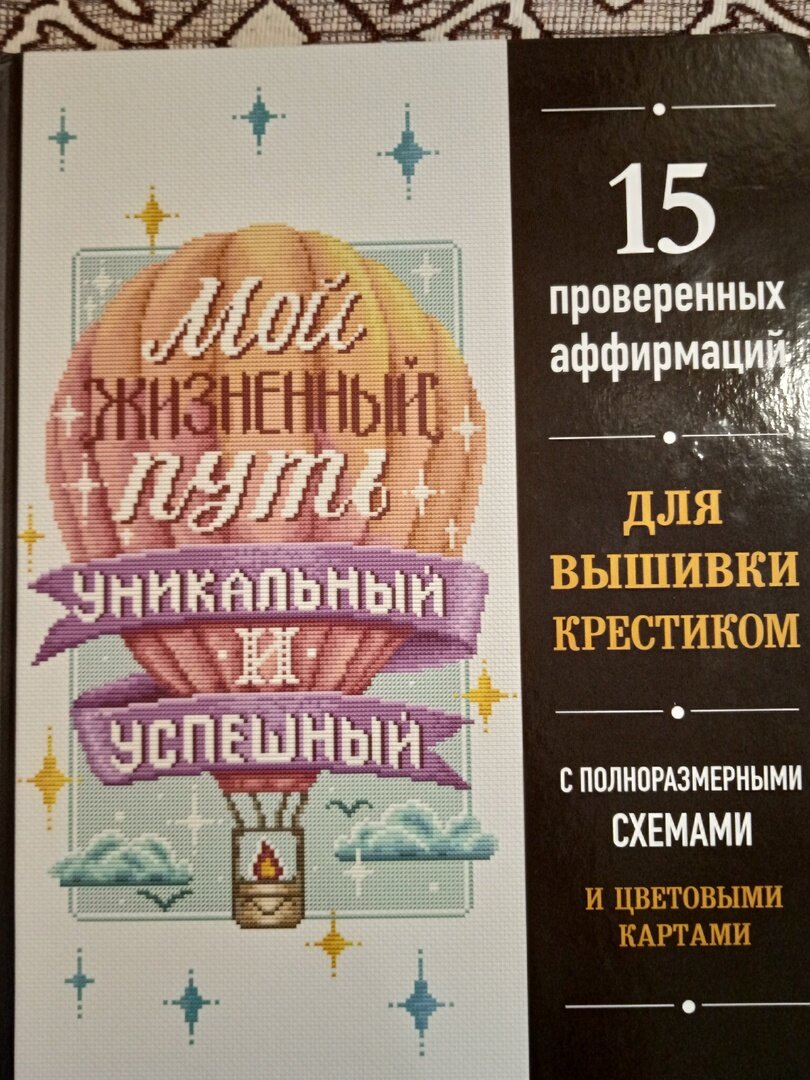 Мой
ЖИЗНЕННЫЙ
путь
УНИКАЛЬНЫЙ
И
УСПЕШНЫЙ
15
проверенных
аффирмаций
ДЛЯ
ВЫШИВКИ
КРЕСТИКОМ
С ПОЛНОРАЗМЕРНЫМИ
СХЕМАМИ
И ЦВЕТОВЫМИ
КАРТАМИ